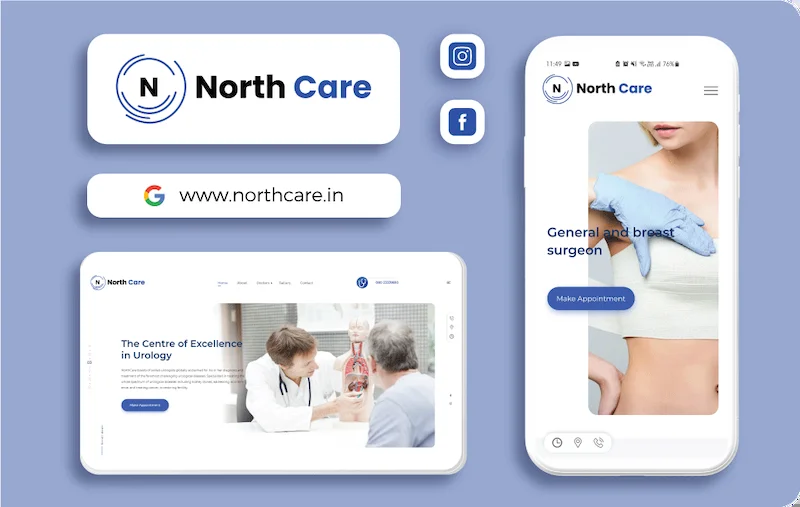 N North Care
www.northcare.in
North Care
Home About Doctors Gallery Contact
The Centre of Excellence
in Urology
Make Appointment
11:49 76%
N North Care
General and breast
surgeon
Make Appointment